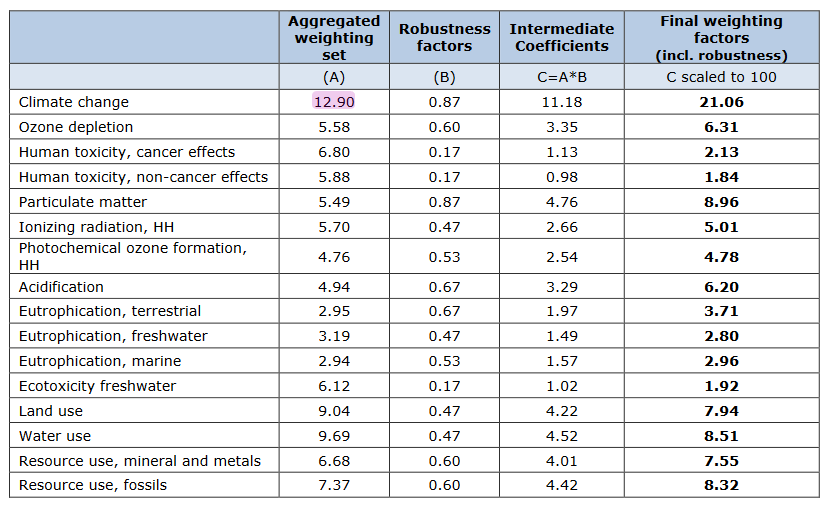 Aggregated weighting set | Robustness factors | Intermediate Coefficients | Final weighting factors (incl. robustness)
(A) | (B) | C=A*B | C scaled to 100
Climate change | 12.90 | 0.87 | 11.18 | 21.06
Ozone depletion | 5.58 | 0.60 | 3.35 | 6.31
Human toxicity, cancer effects | 6.80 | 0.17 | 1.13 | 2.13
Human toxicity, non-cancer effects | 5.88 | 0.17 | 0.98 | 1.84
Particulate matter | 5.49 | 0.87 | 4.76 | 8.96
Ionizing radiation, HH | 5.70 | 0.47 | 2.66 | 5.01
Photochemical ozone formation, HH | 4.76 | 0.53 | 2.54 | 4.78
Acidification | 4.94 | 0.67 | 3.29 | 6.20
Eutrophication, terrestrial | 2.95 | 0.67 | 1.97 | 3.71
Eutrophication, freshwater | 3.19 | 0.47 | 1.49 | 2.80
Eutrophication, marine | 2.94 | 0.53 | 1.57 | 2.96
Ecotoxicity freshwater | 6.12 | 0.17 | 1.02 | 1.92
Land use | 9.04 | 0.47 | 4.22 | 7.94
Water use | 9.69 | 0.47 | 4.52 | 8.51
Resource use, mineral and metals | 6.68 | 0.60 | 4.01 | 7.55
Resource use, fossils | 7.37 | 0.60 | 4.42 | 8.32